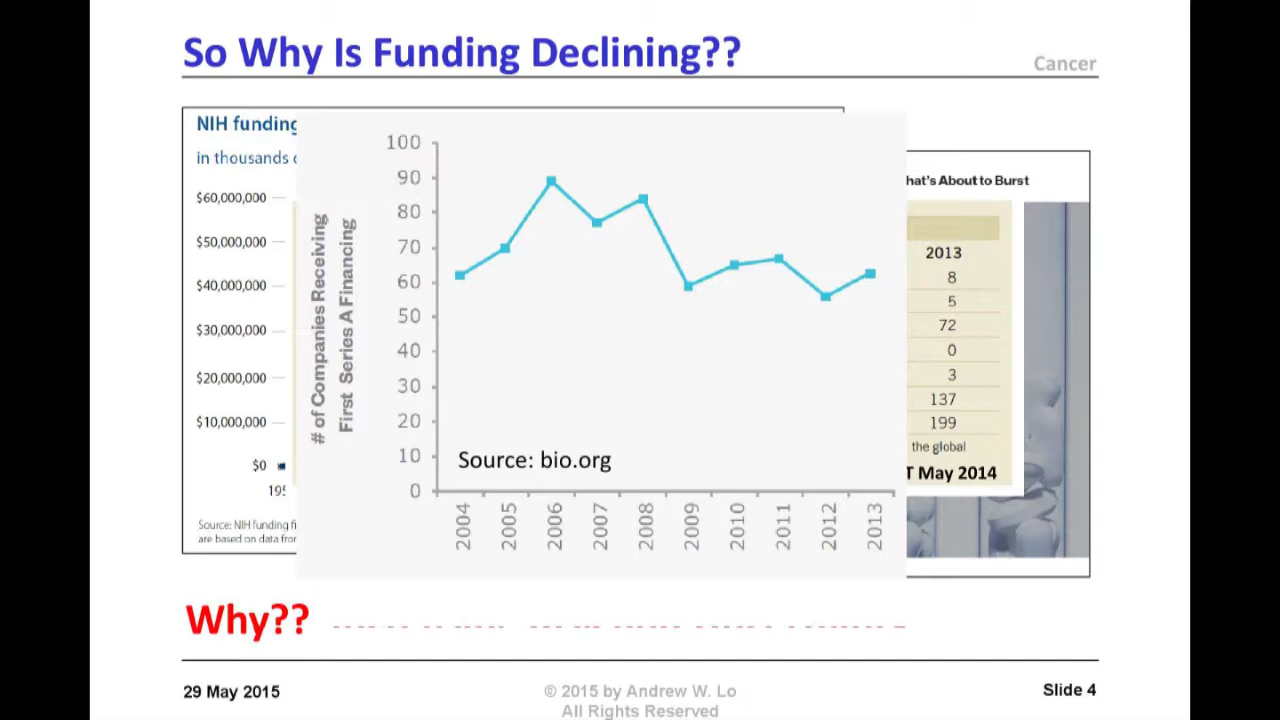 So Why Is Funding Declining??
Cancer
NIH funding
in thousands
$60,000,000
$50,000,000
$40,000,000
$30,000,000
$20,000,000
$10,000,000
$0
Source: NIH funding
are based on data
# of Companies Receiving
First Series A Financing
100
90
80
70
60
50
40
30
20
10
0
Source: bio.org
2004
2005
2006
2007
2008
2009
2010
2011
2012
2013
About to Burst
2013
8
5
72
0
3
137
199
the global
May 2014
Why??
29 May 2015
© 2015 by Andrew W. Lo
All Rights Reserved
Slide 4